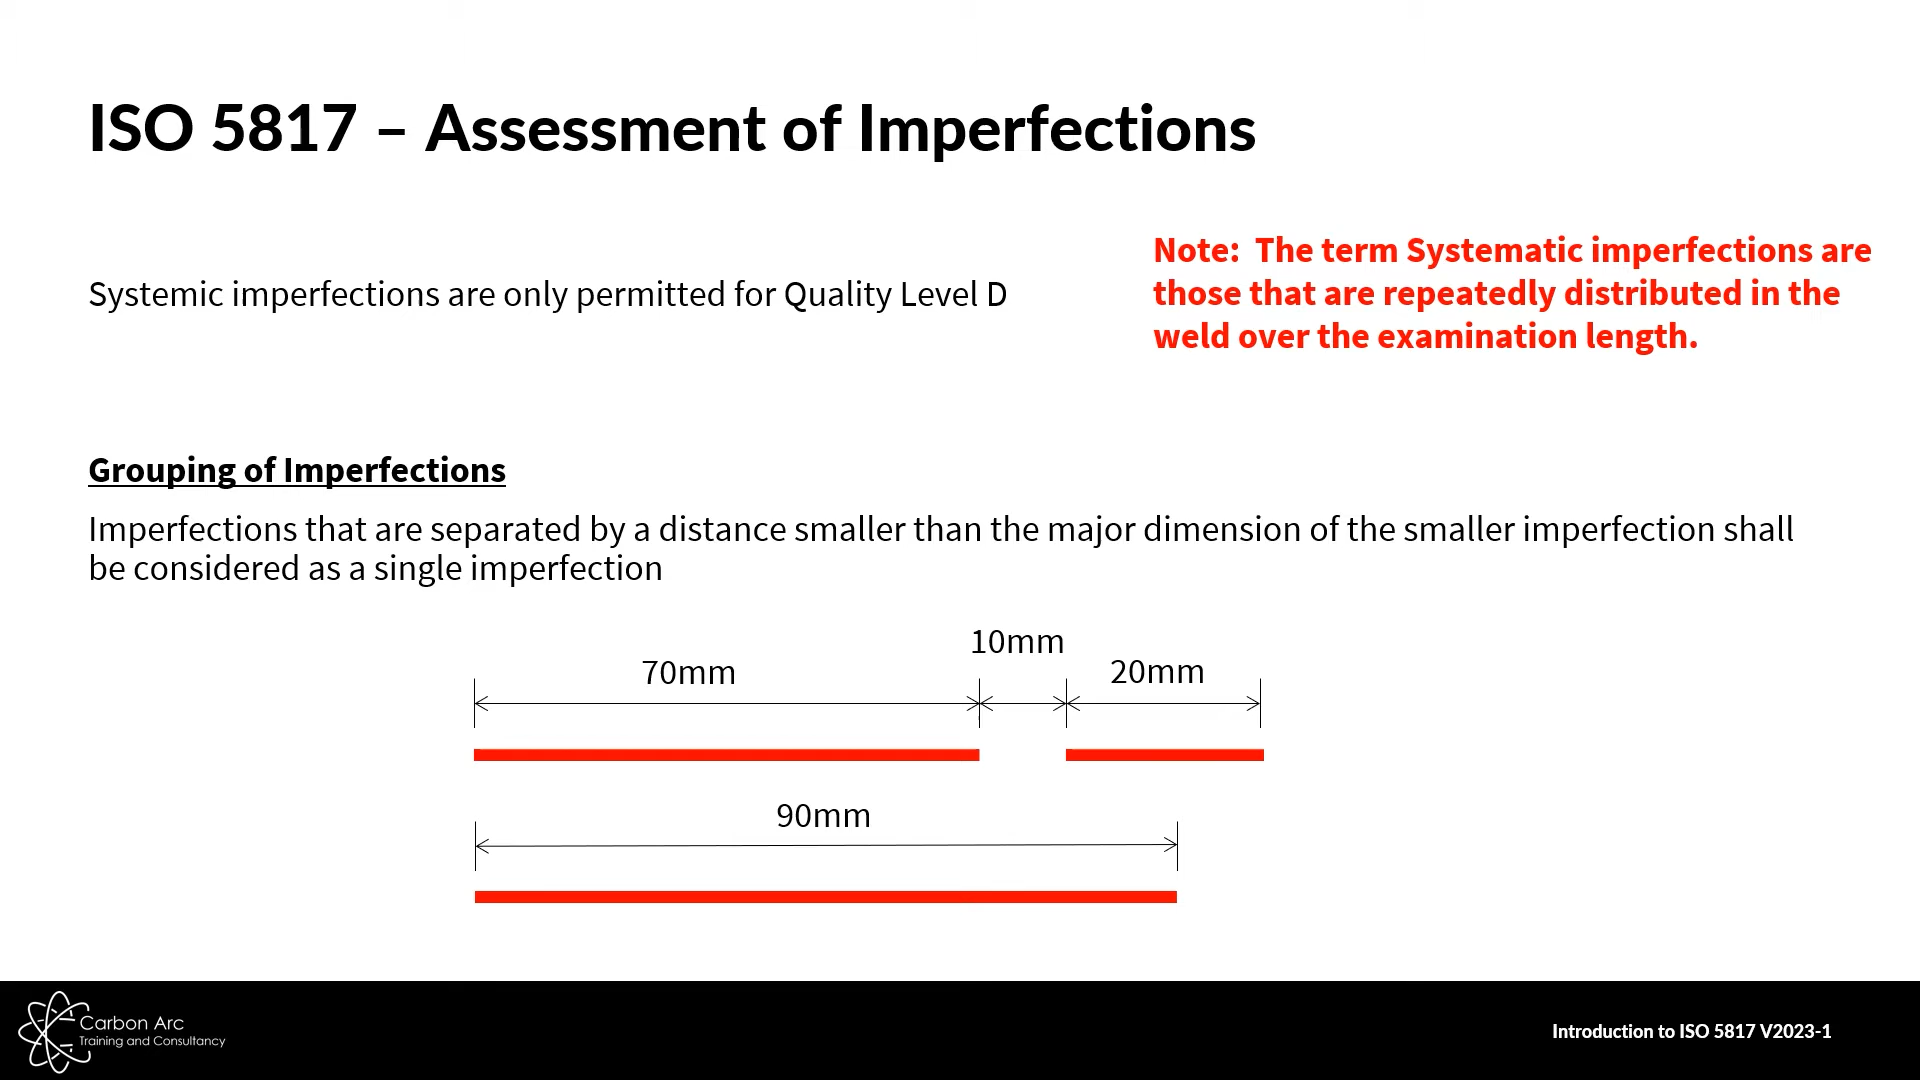 ISO 5817 – Assessment of Imperfections
Systemic imperfections are only permitted for Quality Level D
Note:  The term Systematic imperfections are
those that are repeatedly distributed in the
weld over the examination length.
Grouping of Imperfections
Imperfections that are separated by a distance smaller than the major dimension of the smaller imperfection shall
be considered as a single imperfection
70mm
10mm
20mm
90mm
Carbon Arc
Training and Consultancy
Introduction to ISO 5817 V2023-1